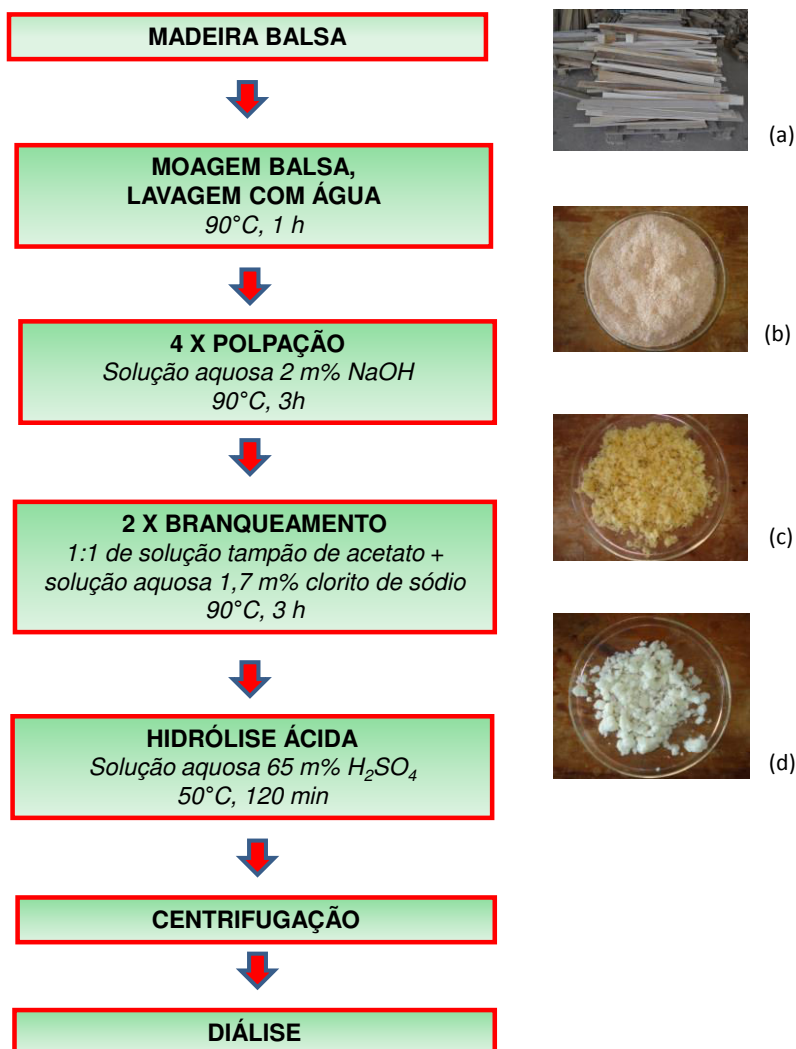 MADEIRA BALSA
(a)
MOAGEM BALSA,
LAVAGEM COM ÁGUA
90°C, 1 h
(b)
4 X POLPAÇÃO
Solução aquosa 2 m% NaOH
90°C, 3h
(c)
2 X BRANQUEAMENTO
1:1 de solução tampão de acetato +
solução aquosa 1,7 m% clorito de sódio
90°C, 3 h
(d)
HIDRÓLISE ÁCIDA
Solução aquosa 65 m% H₂SO₄
50°C, 120 min
CENTRIFUGAÇÃO
DIÁLISE